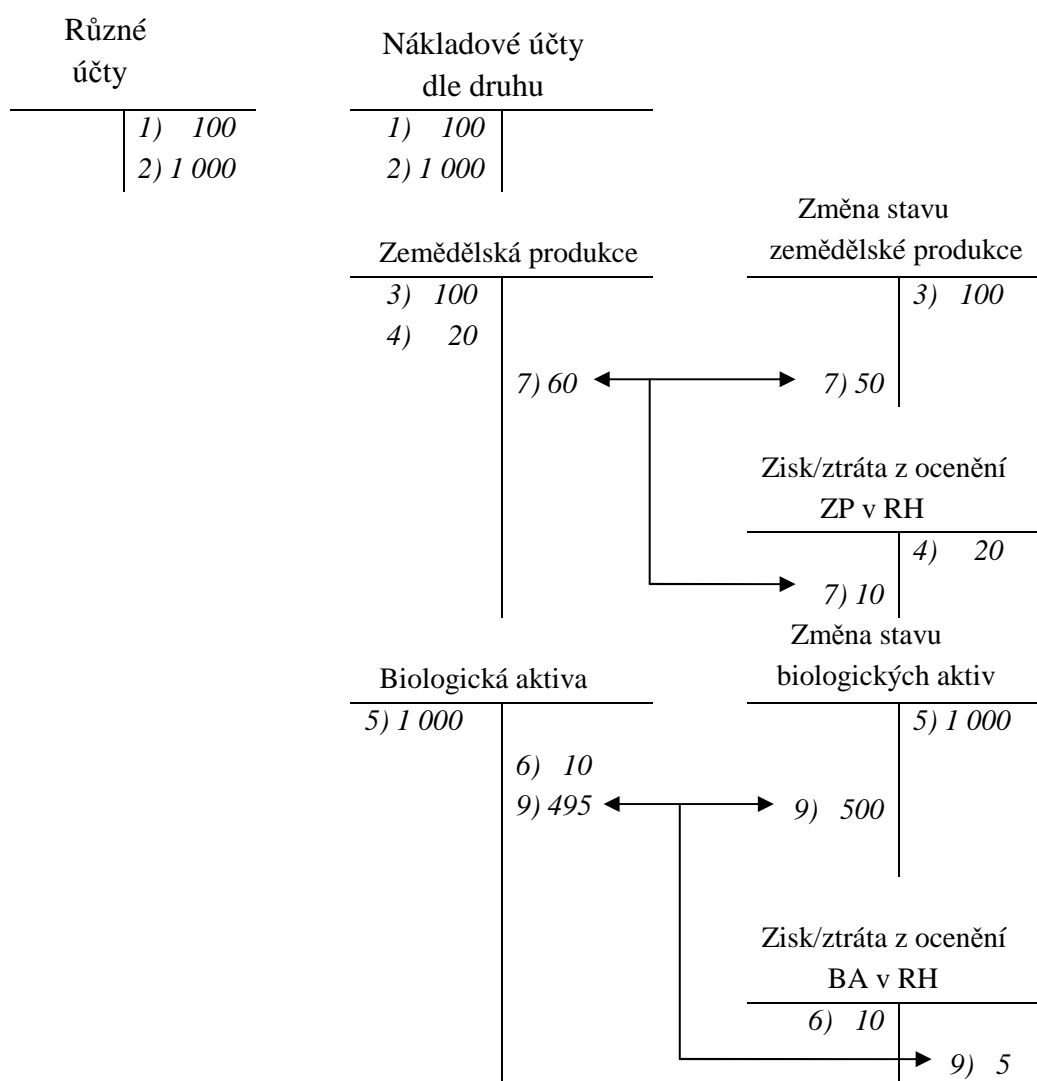 Různé
účty
1) 100
2) 1 000
Nákladové účty
dle druhu
1) 100
2) 1 000
Zemědělská produkce
3) 100
4) 20
7) 60
Změna stavu
zemědělské produkce
3) 100
7) 50
Zisk/ztráta z ocenění
ZP v RH
4) 20
7) 10
Biologická aktiva
5) 1 000
6) 10
9) 495
Změna stavu
biologických aktiv
5) 1 000
9) 500
Zisk/ztráta z ocenění
BA v RH
6) 10
9) 5